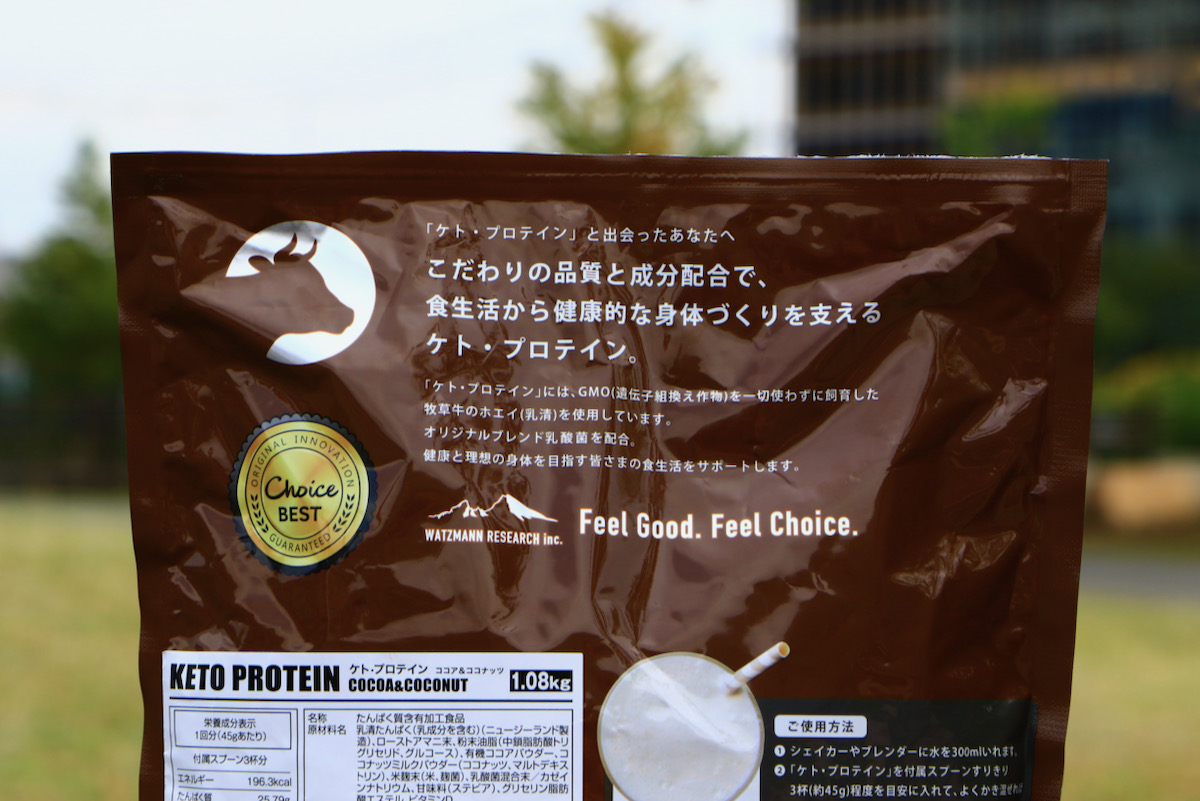 「ケト・プロテイン」と出会ったあなたへ
こだわりの品質と成分配合で、
食生活から健康的な身体づくりを支える
ケト・プロテイン。
「ケト・プロテイン」には、GMO(遺伝子組換え作物)を一切使わずに飼育した
牧草牛のホエイ(乳清)を使用しています。
オリジナルブレンド乳酸菌を配合。
健康と理想の身体を目指す皆さまの食生活をサポートします。
ORIGINAL INNOVATION
Choice
BEST
GUARANTEED
WATZMANN RESEARCH inc.
Feel Good. Feel Choice.
KETO PROTEIN
ケト・プロテイン ココア&ココナッツ
COCOA&COCONUT
1.08kg
栄養成分表示
1回分(45gあたり)
付属スプーン3杯分
エネルギー 196.3kcal
たんぱく質 25.79g
名称 たんぱく質含有加工食品
原材料名 乳清たんぱく(乳成分を含む)(ニュージーランド製
造)、ローストアマニ末、粉末油脂(中鎖脂肪酸トリ
グリセリド、グルコース)、有機ココアパウダー、コ
コナッツミルクパウダー(ココナッツ、マルトデキス
トリン)、米麹末(米、麹菌)、乳酸菌混合末/カゼイ
ンナトリウム、甘味料(ステビア)、グリセリン脂肪
酸エステル、ビタミンD
ご使用方法
❶ シェイカーやブレンダーに水を300mlいれます。
❷ 「ケト・プロテイン」を付属スプーンすりきり
3杯(約45g)程度を目安に入れて、よくかき混ぜれば